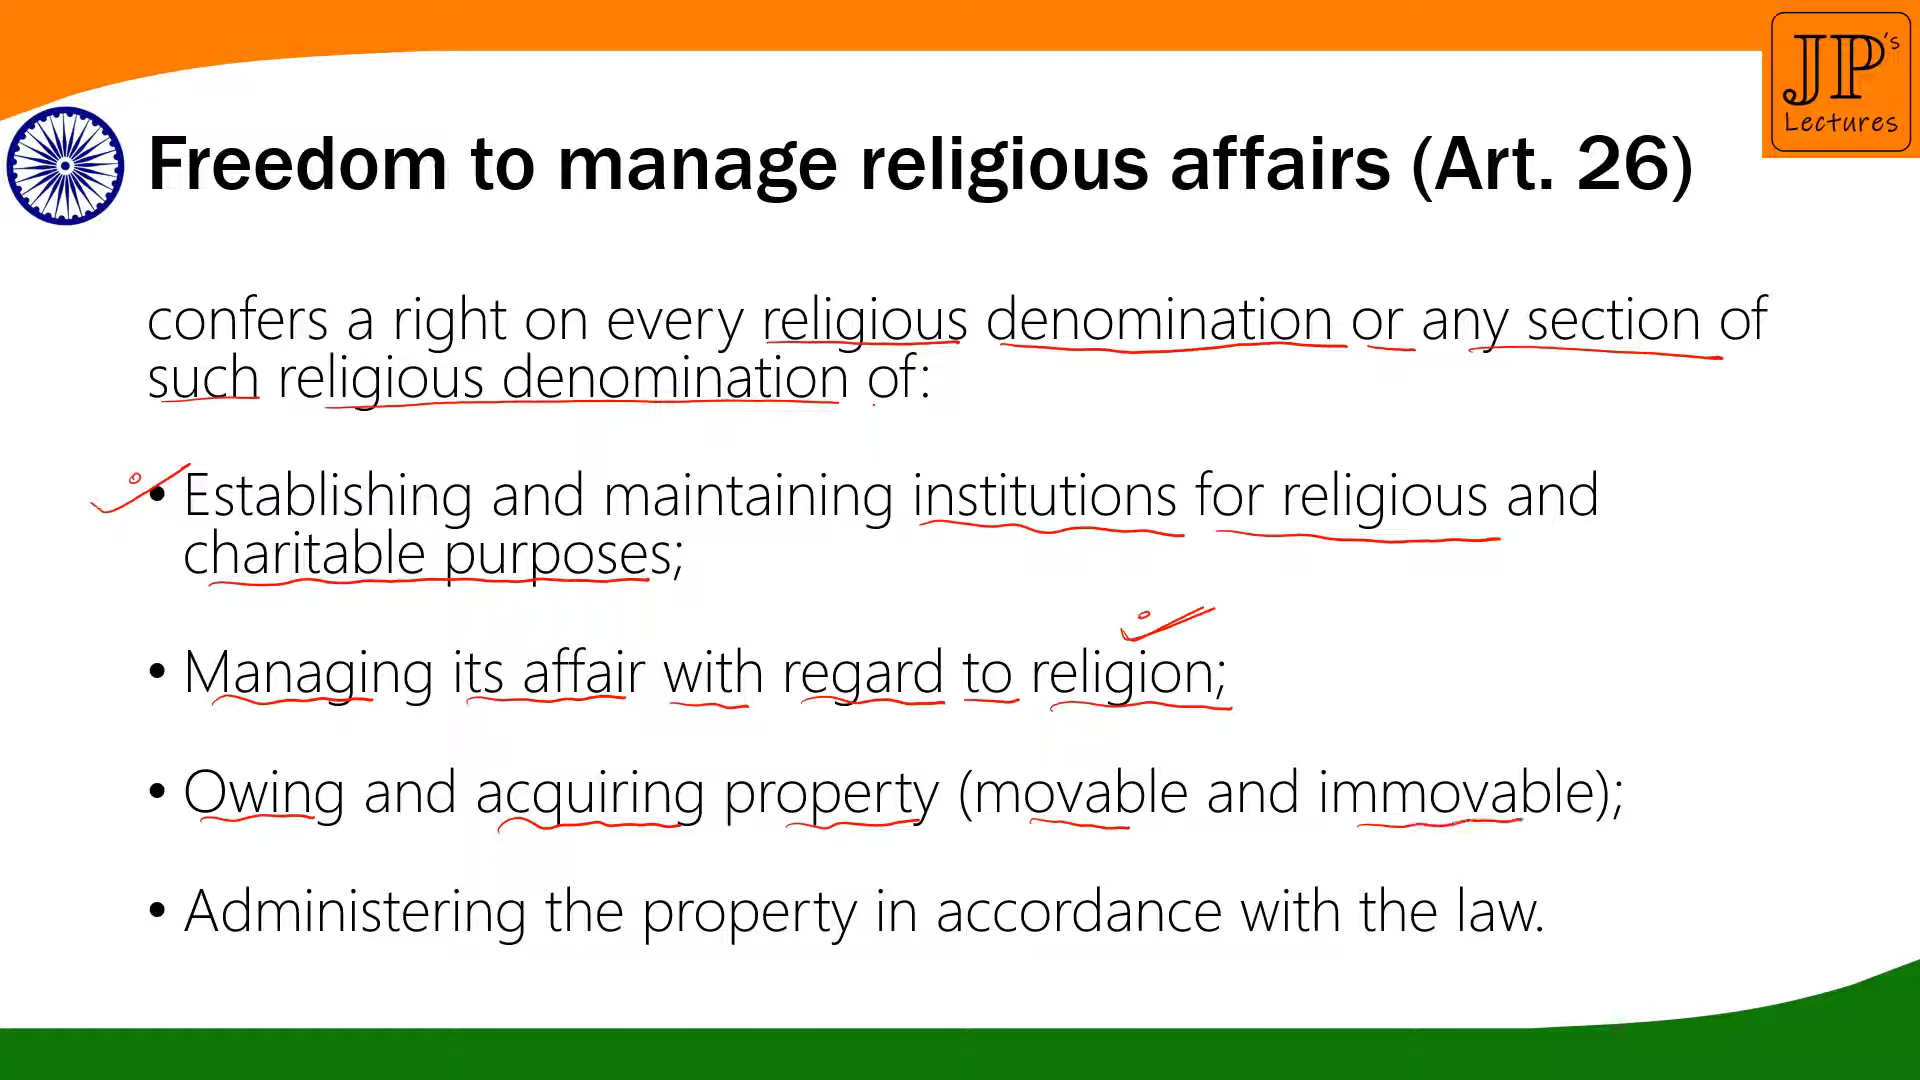 JP's
Lectures
Freedom to manage religious affairs (Art. 26)
confers a right on every religious denomination or any section of
such religious denomination of:
• Establishing and maintaining institutions for religious and
charitable purposes;
• Managing its affair with regard to religion;
• Owing and acquiring property (movable and immovable);
• Administering the property in accordance with the law.